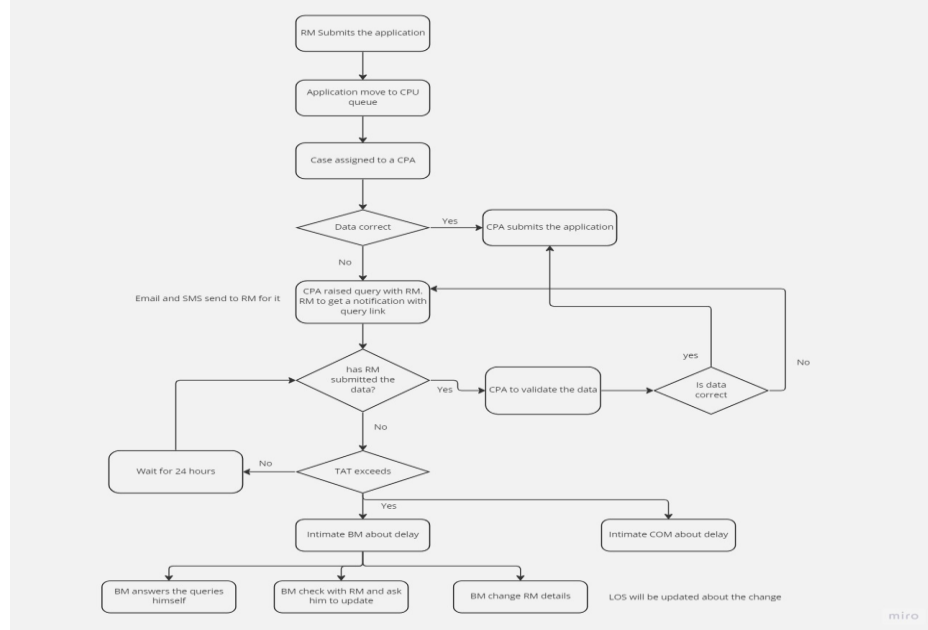 RM Submits the application
Application move to CPU
queue
Case assigned to a CPA
Data correct
Yes
CPA submits the application
No
Email and SMS send to RM for it
CPA raised query with RM.
RM to get a notification with
query link
has RM
submitted the
data?
Yes
CPA to validate the data
Is data
correct
yes
No
No
TAT exceeds
No
Wait for 24 hours
Yes
Intimate BM about delay
Intimate COM about delay
BM answers the queries
himself
BM check with RM and ask
him to update
BM change RM details
LOS will be updated about the change
miro